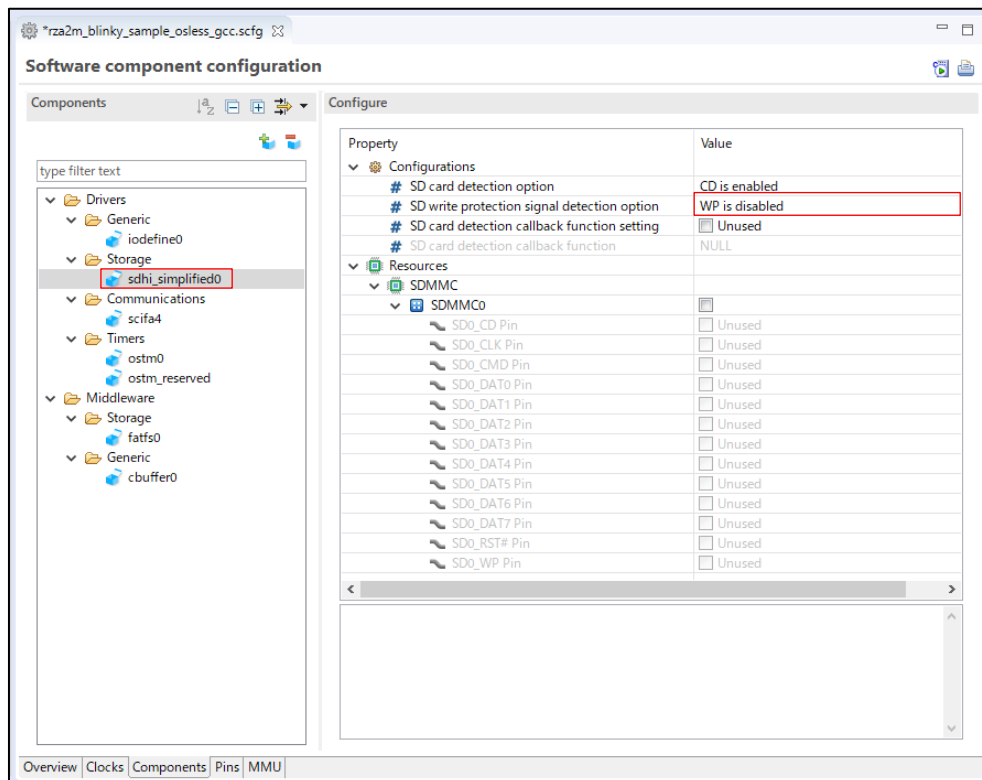 *rza2m_blinky_sample_osless_gcc.scfg
Software component configuration
Components
Configure
type filter text
Drivers
Generic
iodefine0
Storage
sdhi_simplified0
Communications
scifa4
Timers
ostm0
ostm_reserved
Middleware
Storage
fatfs0
Generic
cbuffer0
Property Value
Configurations
# SD card detection option CD is enabled
# SD write protection signal detection option WP is disabled
# SD card detection callback function setting Unused
# SD card detection callback function NULL
Resources
SDMMC
SDMMC0
SD0_CD Pin Unused
SD0_CLK Pin Unused
SD0_CMD Pin Unused
SD0_DAT0 Pin Unused
SD0_DAT1 Pin Unused
SD0_DAT2 Pin Unused
SD0_DAT3 Pin Unused
SD0_DAT4 Pin Unused
SD0_DAT5 Pin Unused
SD0_DAT6 Pin Unused
SD0_DAT7 Pin Unused
SD0_RST# Pin Unused
SD0_WP Pin Unused
Overview Clocks Components Pins MMU